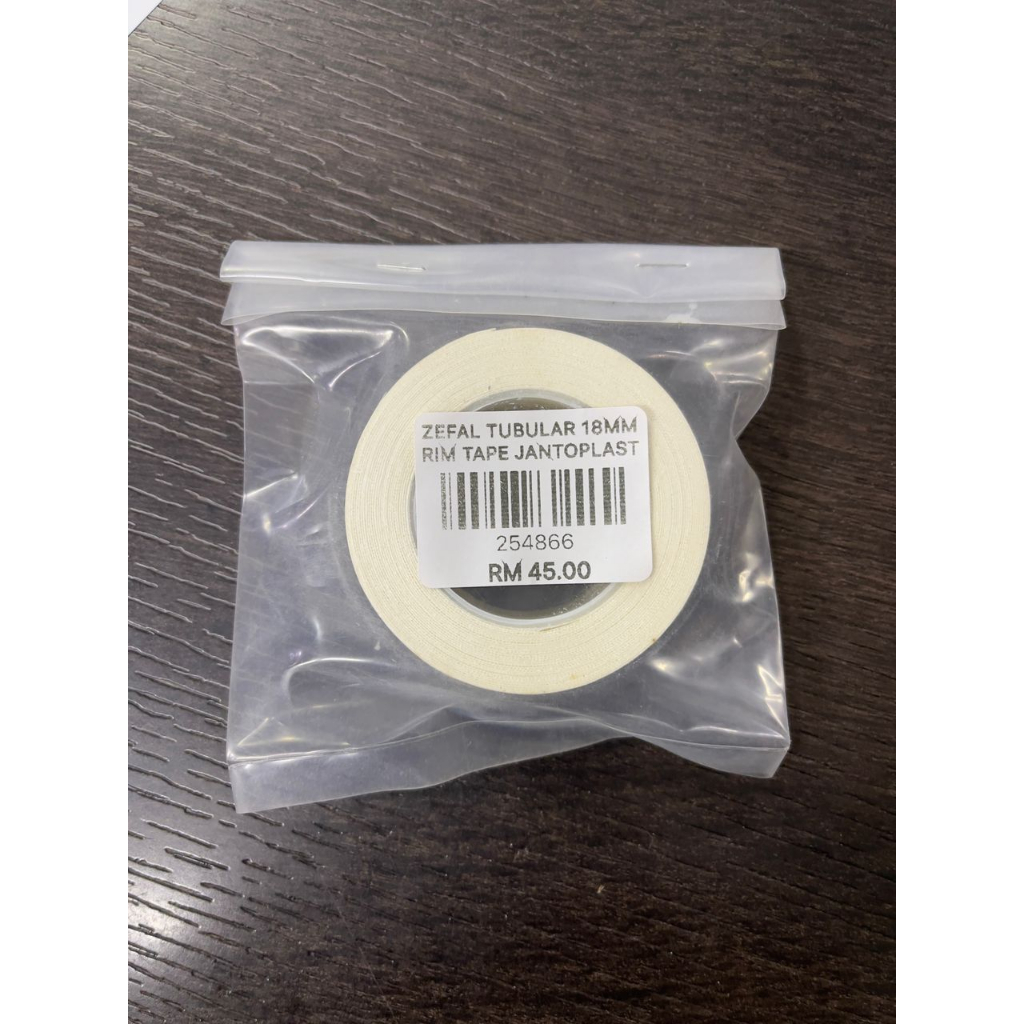 ZEFAL TUBULAR 18MM
RIM TAPE JANTOPLAST
254866
RM 45.00